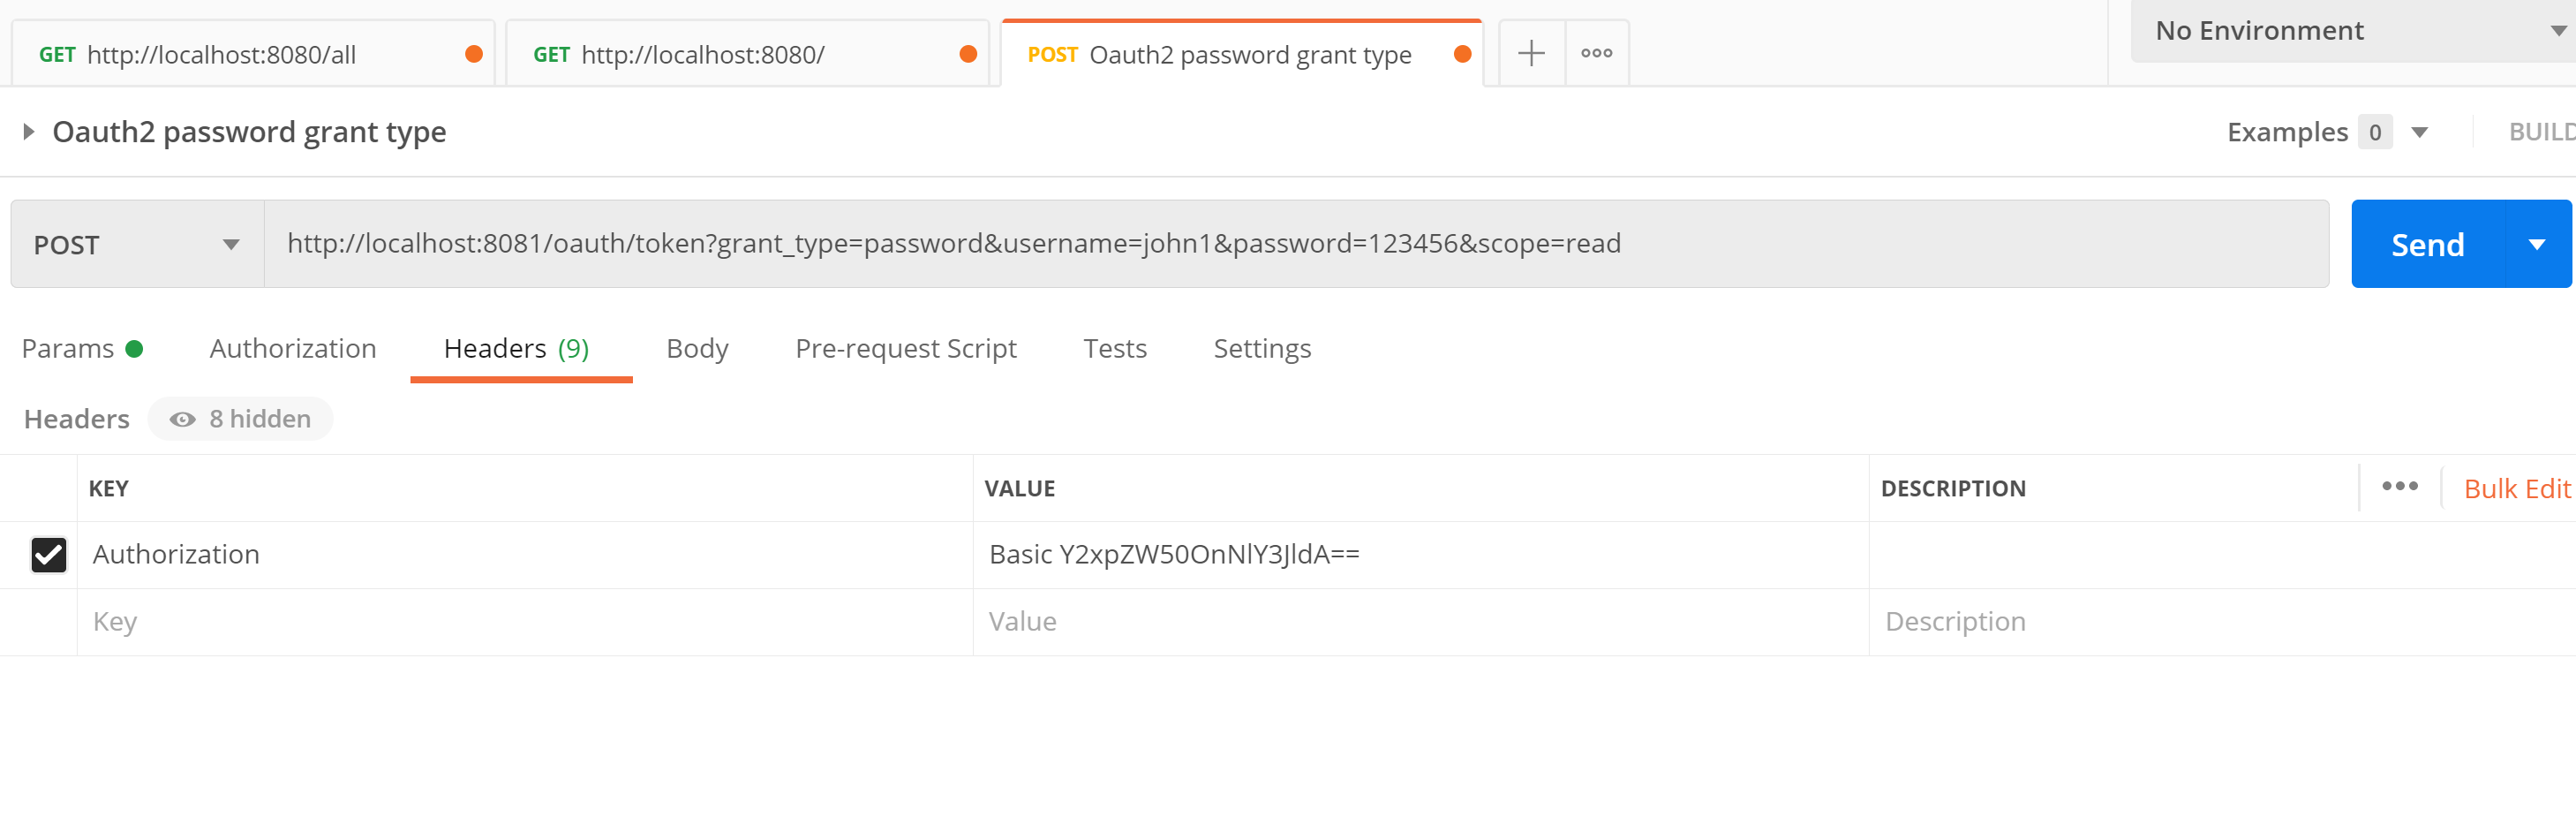 GET http://localhost:8080/all GET http://localhost:8080/ POST Oauth2 password grant type No Environment
Oauth2 password grant type Examples 0 BUILD
POST http://localhost:8081/oauth/token?grant_type=password&username=john1&password=123456&scope=read Send
Params Authorization Headers (9) Body Pre-request Script Tests Settings
Headers 8 hidden
KEY VALUE DESCRIPTION Bulk Edit
Authorization Basic Y2xpZW50OnNlY3JldA==
Key Value Description